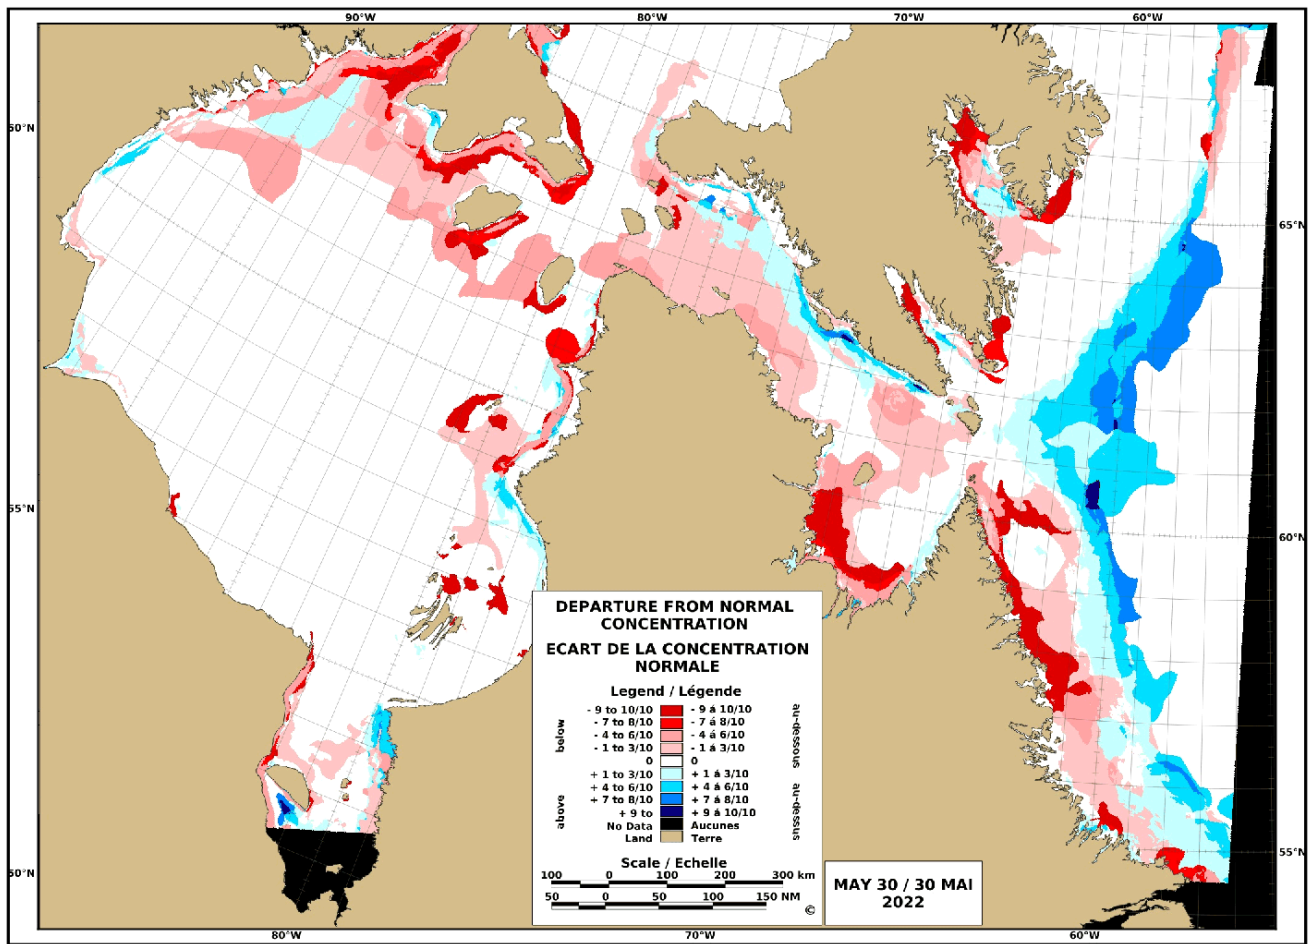 90°W 80°W 70°W 60°W
60°N
65°N
55°N
60°N
DEPARTURE FROM NORMAL
CONCENTRATION
ECART DE LA CONCENTRATION
NORMALE
Legend / Légende
below
- 9 to 10/10 - 9 á 10/10
- 7 to 8/10 - 7 á 8/10
- 4 to 6/10 - 4 á 6/10
- 1 to 3/10 - 1 á 3/10
au-dessous
0 0
above
+ 1 to 3/10 + 1 á 3/10
+ 4 to 6/10 + 4 á 6/10
+ 7 to 8/10 + 7 á 8/10
+ 9 to + 9 á 10/10
au-dessus
No Data Aucunes
Land Terre
Scale / Echelle
100 0 100 200 300 km
50 0 50 100 150 NM
©
MAY 30 / 30 MAI
2022
55°N
50°N
80°W 70°W 60°W